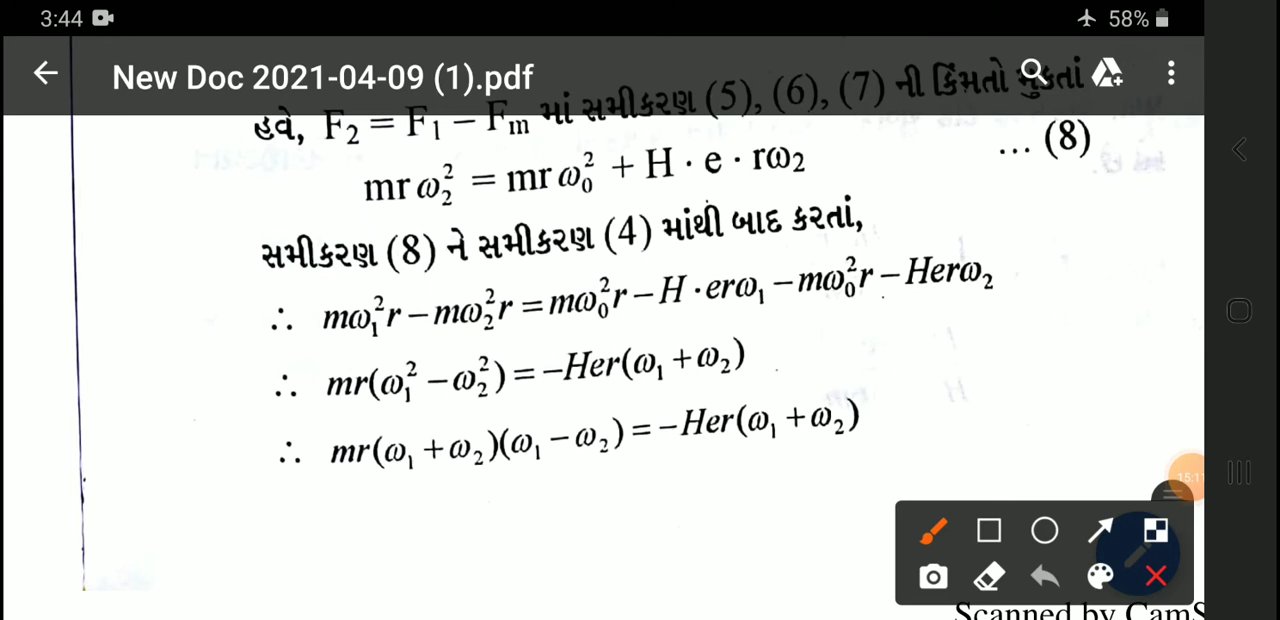 3:44 58%
New Doc 2021-04-09 (1).pdf
હવે, F₂ = F₁ − Fₘ માં સમીકરણ (5), (6), (7) ની કિંમતો મુકતાં
mrω₂² = mrω₀² + H · e · rω₂ ... (8)
સમીકરણ (8) ને સમીકરણ (4) માંથી બાદ કરતાં,
∴ mω₁²r − mω₂²r = mω₀²r − H · erω₁ − mω₀²r − Herω₂
∴ mr(ω₁² − ω₂²) = −Her(ω₁ + ω₂)
∴ mr(ω₁ + ω₂)(ω₁ − ω₂) = −Her(ω₁ + ω₂)
15:11
Scanned by CamS